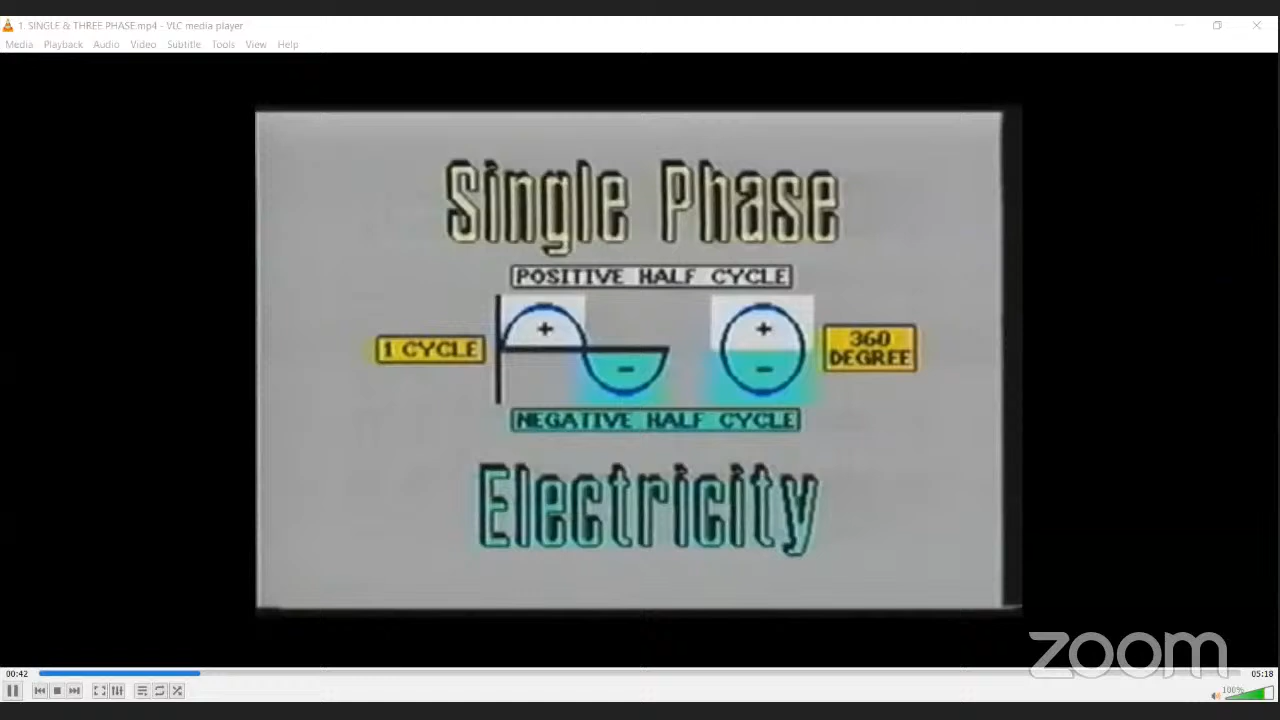 1. SINGLE & THREE PHASE.mp4 - VLC media player
Media Playback Audio Video Subtitle Tools View Help
Single Phase
POSITIVE HALF CYCLE
+
+
1 CYCLE
360
DEGREE
-
-
NEGATIVE HALF CYCLE
Electricity
zoom
00:42
05:18
100%